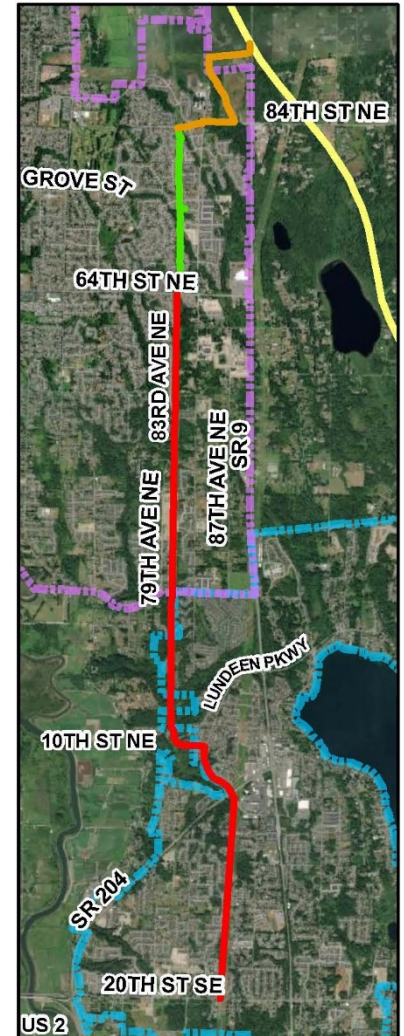 84TH ST NE
GROVE ST
64TH ST NE
83RD AVE NE
87TH AVE NE
SR 9
79TH AVE NE
LUNDEEN PKWY
10TH ST NE
SR 204
20TH ST SE
US 2